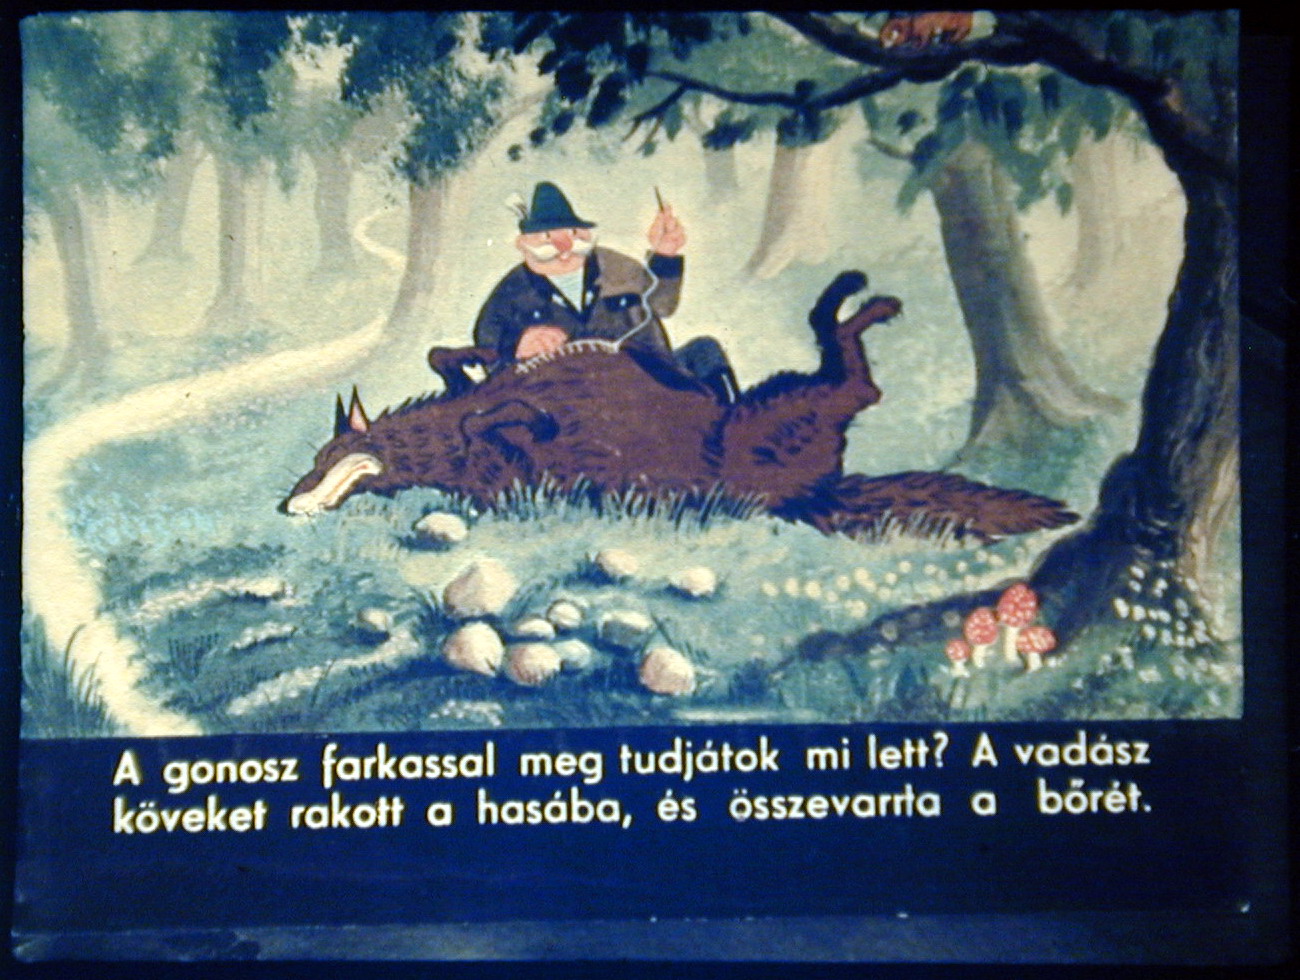 A gonosz farkassal meg tudjátok mi lett? A vadász
köveket rakott a hasába, és összevarrta a bőrét.